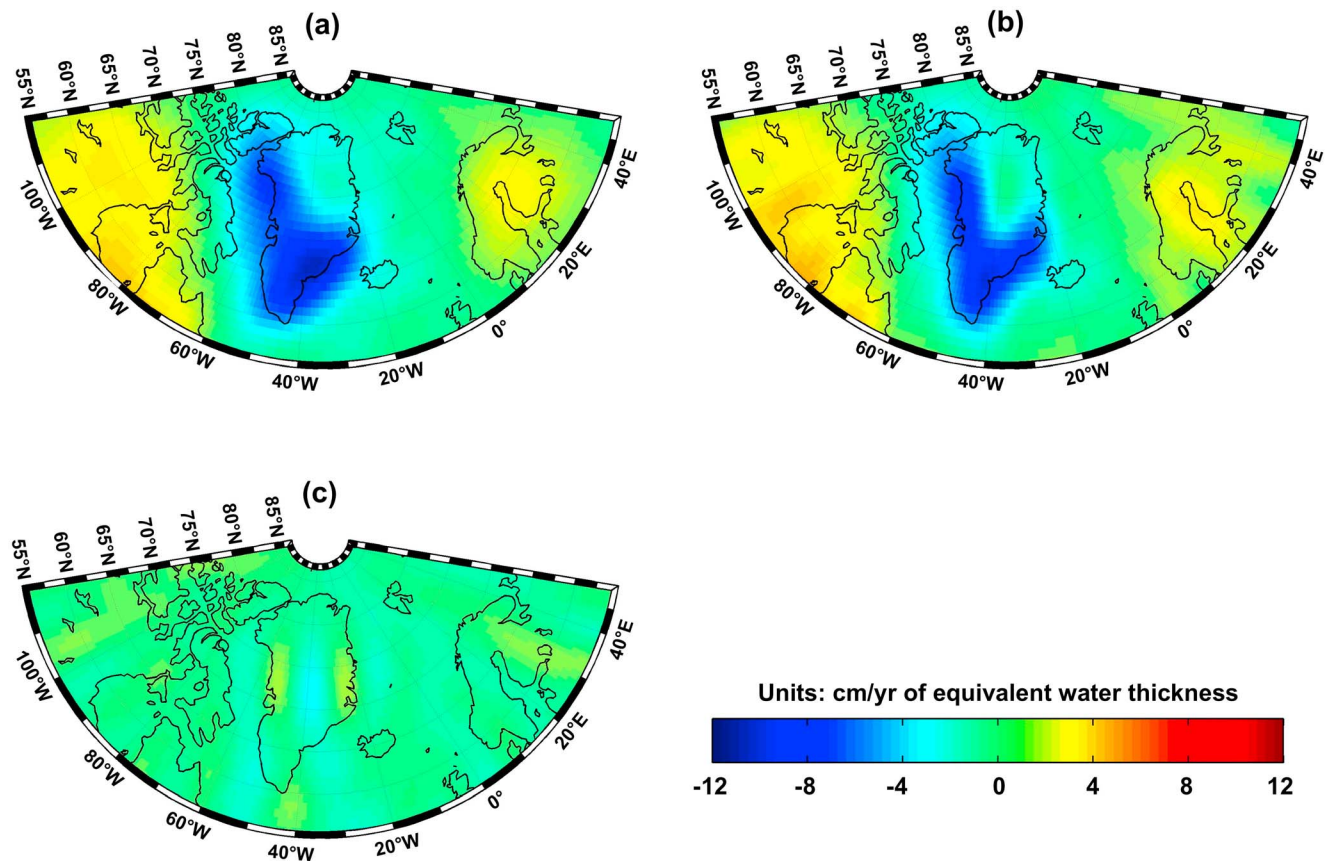 (a)
55°N 60°N 65°N 70°N 75°N 80°N 85°N
100°W 80°W 60°W 40°W 20°W 0° 20°E 40°E
(b)
55°N 60°N 65°N 70°N 75°N 80°N 85°N
100°W 80°W 60°W 40°W 20°W 0° 20°E 40°E
(c)
55°N 60°N 65°N 70°N 75°N 80°N 85°N
100°W 80°W 60°W 40°W 20°W 0° 20°E 40°E
Units: cm/yr of equivalent water thickness
-12 -8 -4 0 4 8 12